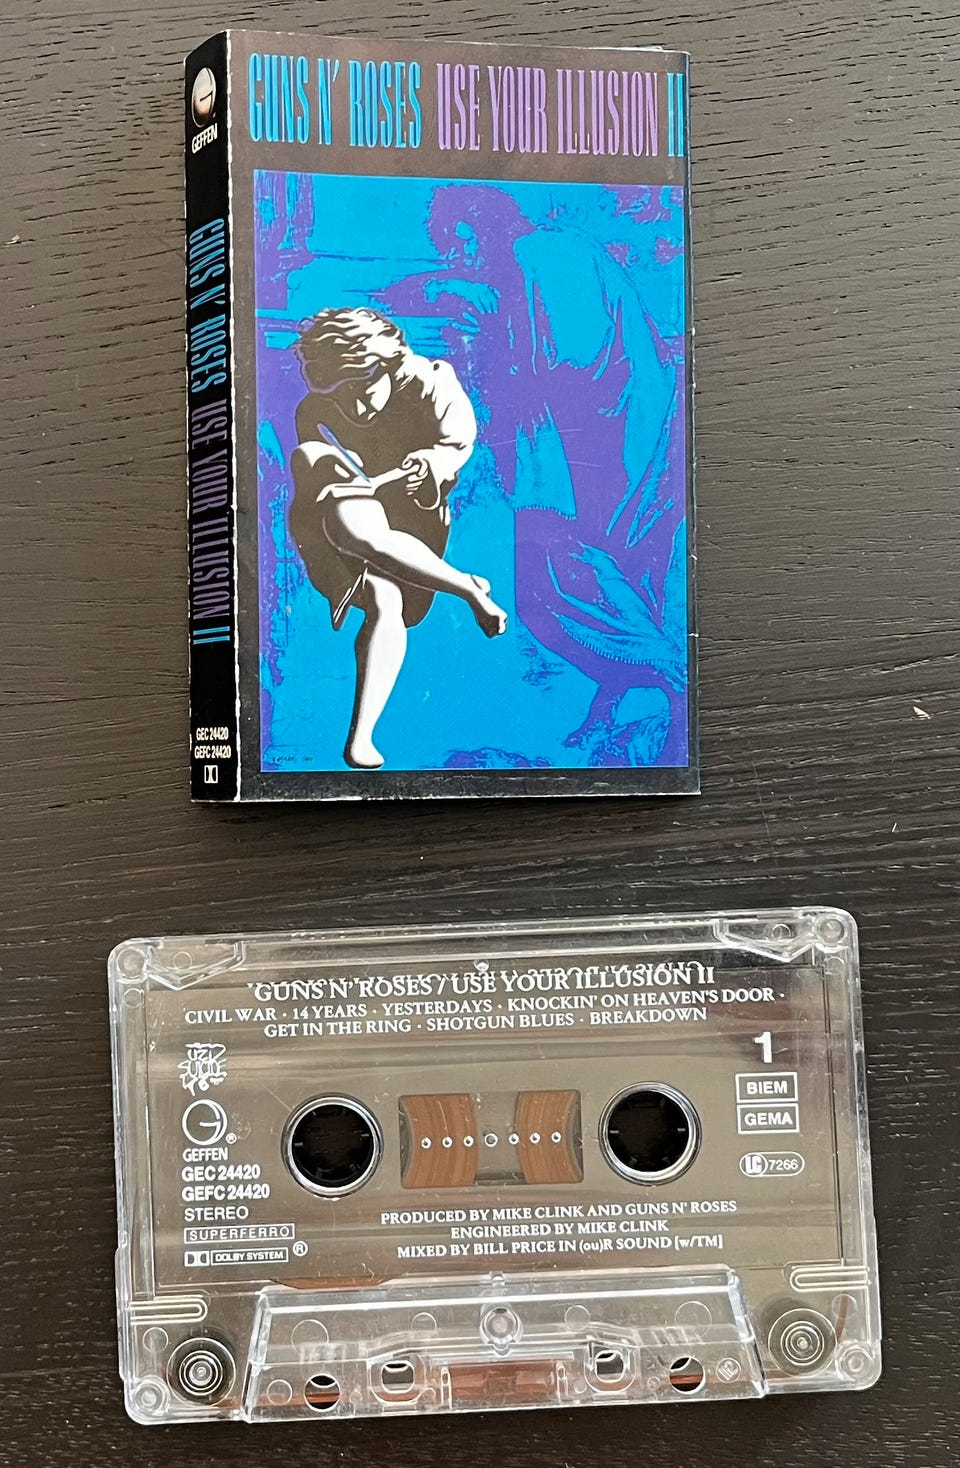 GUNS N' ROSES USE YOUR ILLUSION II
GEFFEN
GUNS N' ROSES USE YOUR ILLUSION II
GEC 24420
GEFC 24420
GUNS N' ROSES / USE YOUR ILLUSION II
CIVIL WAR · 14 YEARS · YESTERDAYS · KNOCKIN' ON HEAVEN'S DOOR ·
GET IN THE RING · SHOTGUN BLUES · BREAKDOWN
1
UZI
SUICIDE
BIEM
GEMA
LC 7266
G®
GEFFEN
GEC 24420
GEFC 24420
STEREO
SUPERFERRO
DOLBY SYSTEM ®
PRODUCED BY MIKE CLINK AND GUNS N' ROSES
ENGINEERED BY MIKE CLINK
MIXED BY BILL PRICE IN (ou)R SOUND [w/TM]